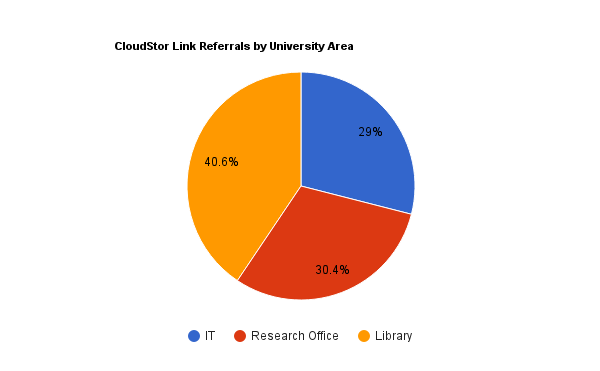 CloudStor Link Referrals by University Area
29%
40.6%
30.4%
IT Research Office Library